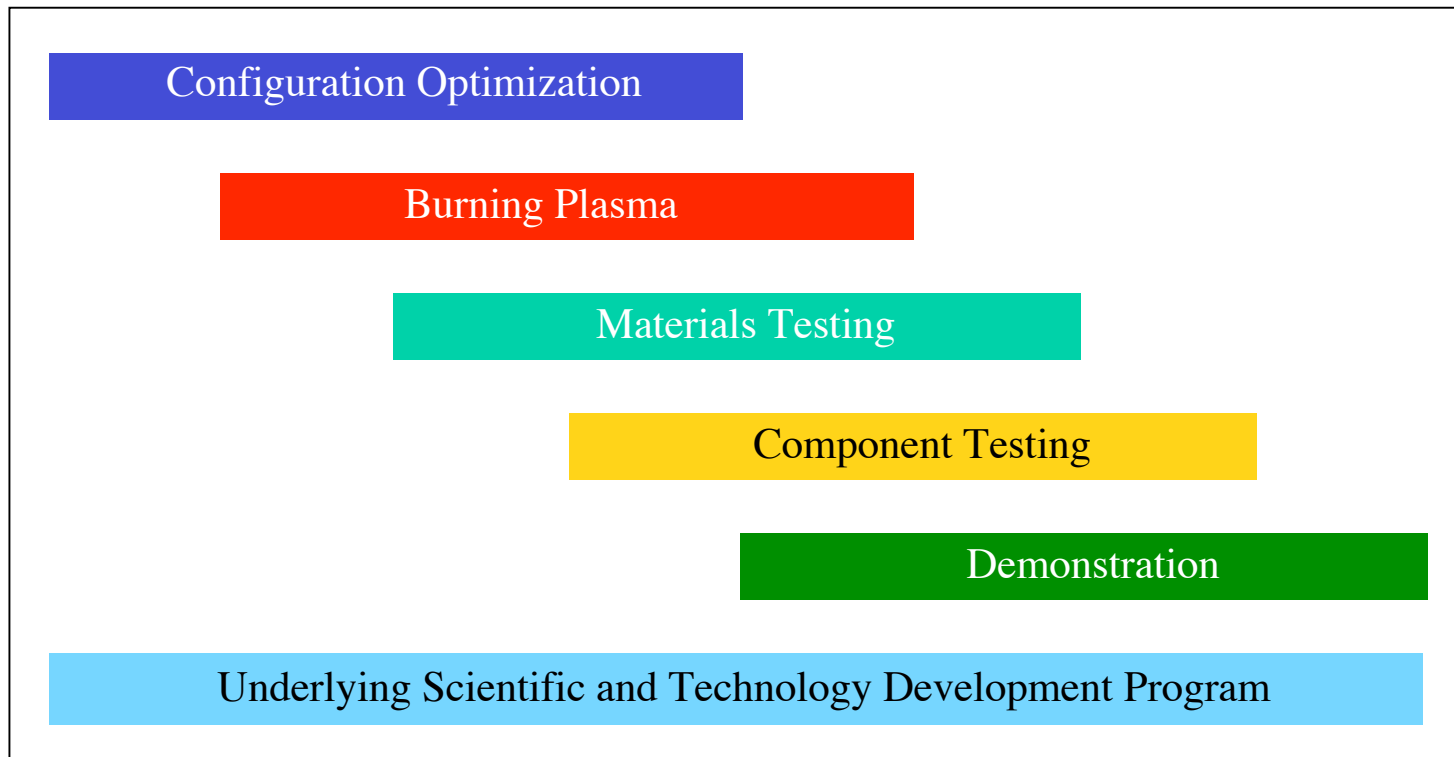 Configuration Optimization
Burning Plasma
Materials Testing
Component Testing
Demonstration
Underlying Scientific and Technology Development Program